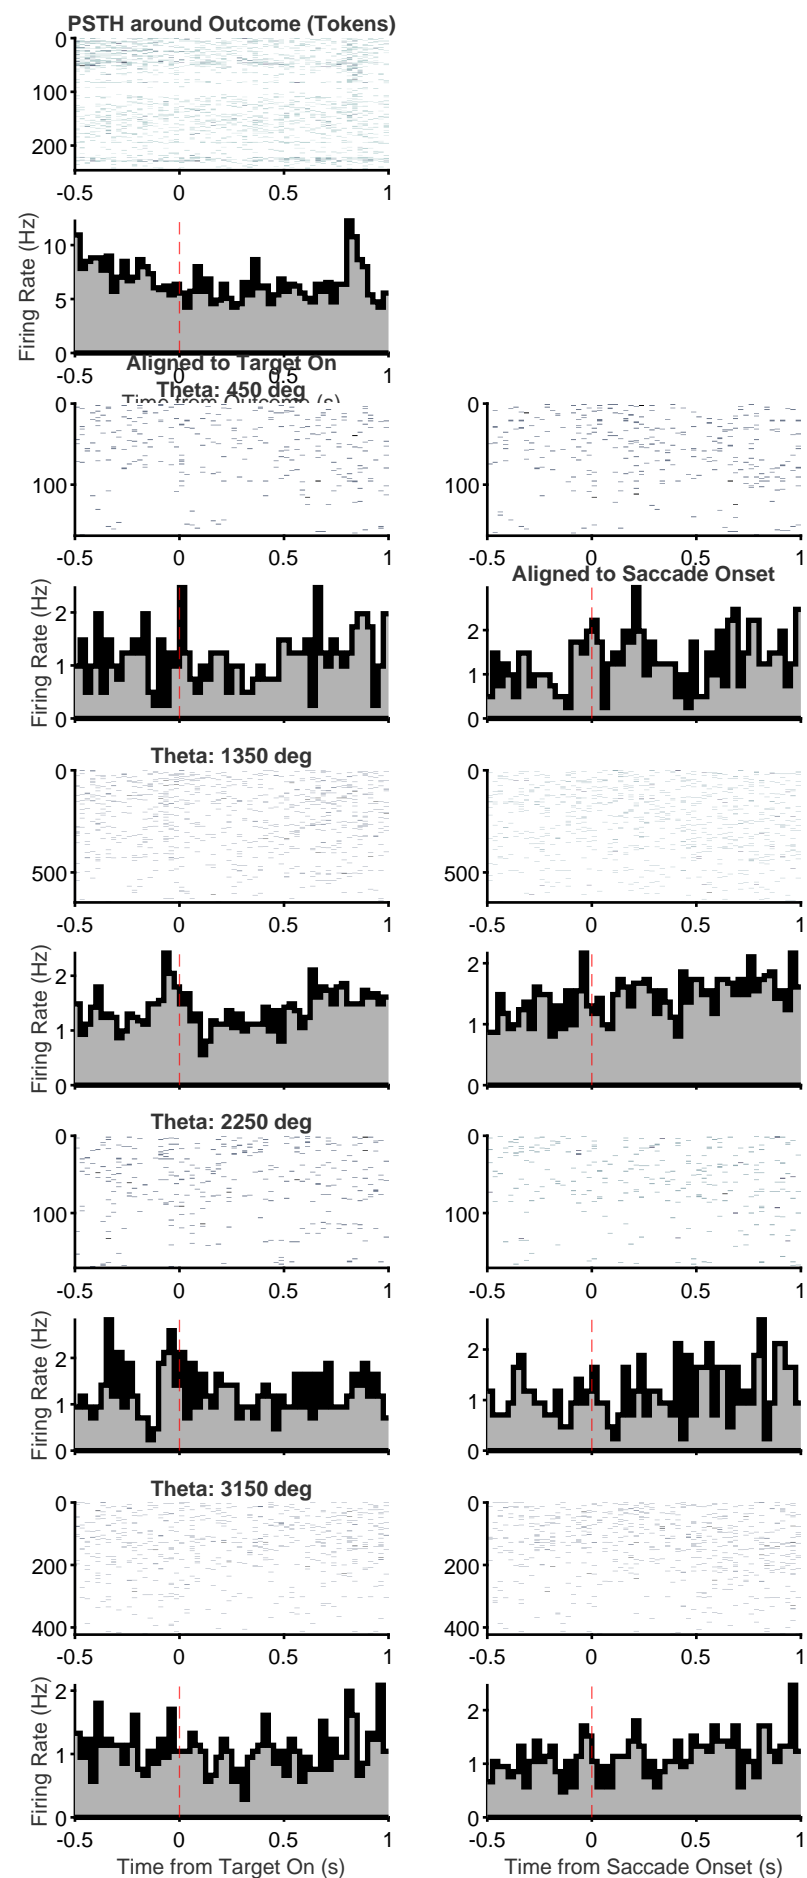 PSTH around Outcome (Tokens)
0
100
200
-0.5 0 0.5 1
Firing Rate (Hz)
10
5
0
-0.5 0 0.5 1
Time from Outcome (s)
Aligned to Target On
Theta: 450 deg
0
100
-0.5 0 0.5 1
0
100
-0.5 0 0.5 1
Firing Rate (Hz)
2
1
0
Aligned to Saccade Onset
2
1
0
Theta: 1350 deg
0
500
-0.5 0 0.5 1
0
500
-0.5 0 0.5 1
Firing Rate (Hz)
2
1
0
2
1
0
Theta: 2250 deg
0
100
-0.5 0 0.5 1
0
100
-0.5 0 0.5 1
Firing Rate (Hz)
2
1
0
2
1
0
Theta: 3150 deg
0
200
400
-0.5 0 0.5 1
0
200
400
-0.5 0 0.5 1
Firing Rate (Hz)
2
1
0
-0.5 0 0.5 1
Time from Target On (s)
2
1
0
-0.5 0 0.5 1
Time from Saccade Onset (s)